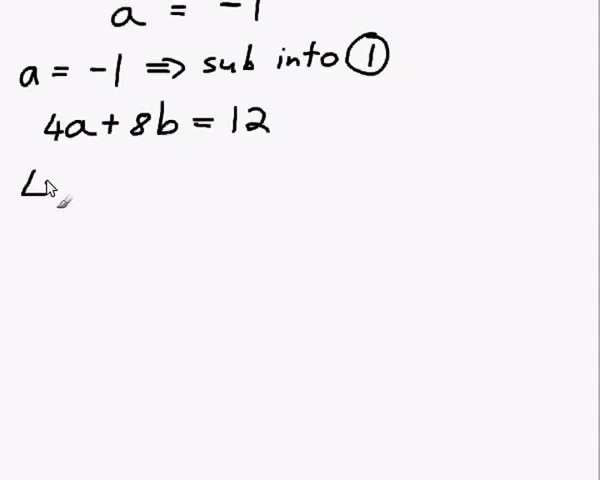 a = -1
a = -1 ⇒ sub into ①
4a + 8b = 12